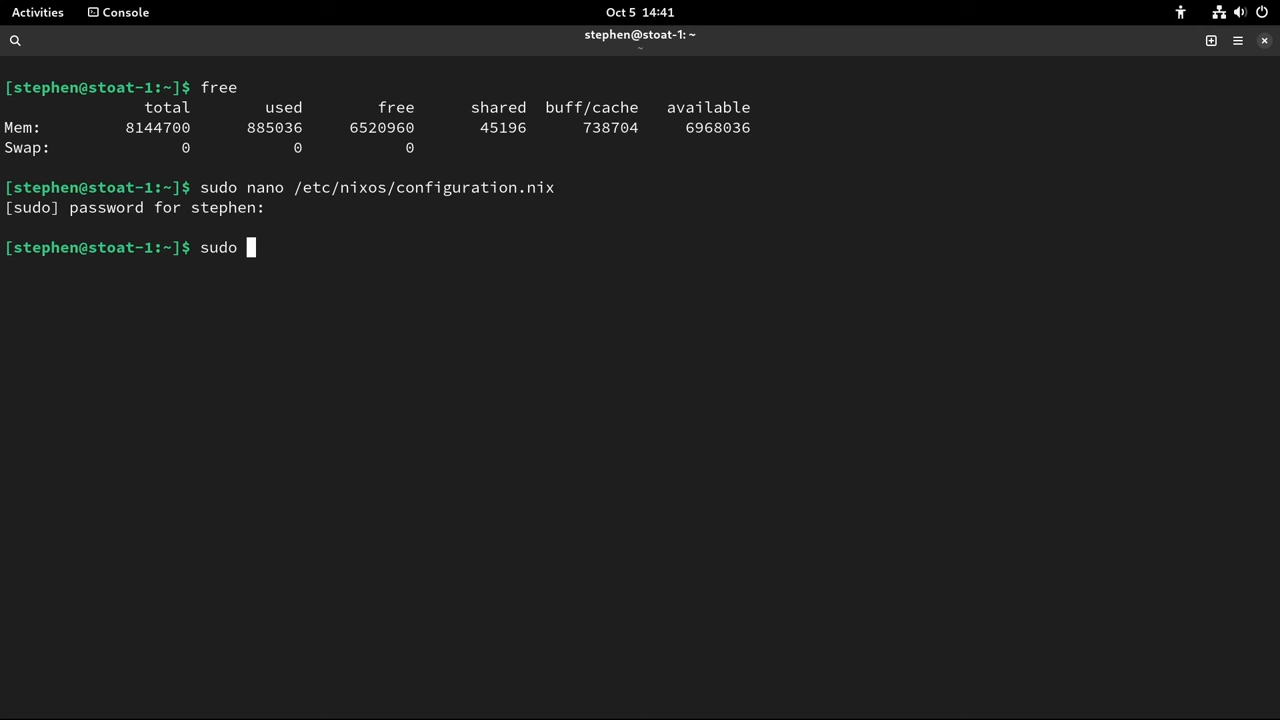 Activities Console Oct 5 14:41
stephen@stoat-1: ~
~
[stephen@stoat-1:~]$ free
total used free shared buff/cache available
Mem: 8144700 885036 6520960 45196 738704 6968036
Swap: 0 0 0
[stephen@stoat-1:~]$ sudo nano /etc/nixos/configuration.nix
[sudo] password for stephen:
[stephen@stoat-1:~]$ sudo